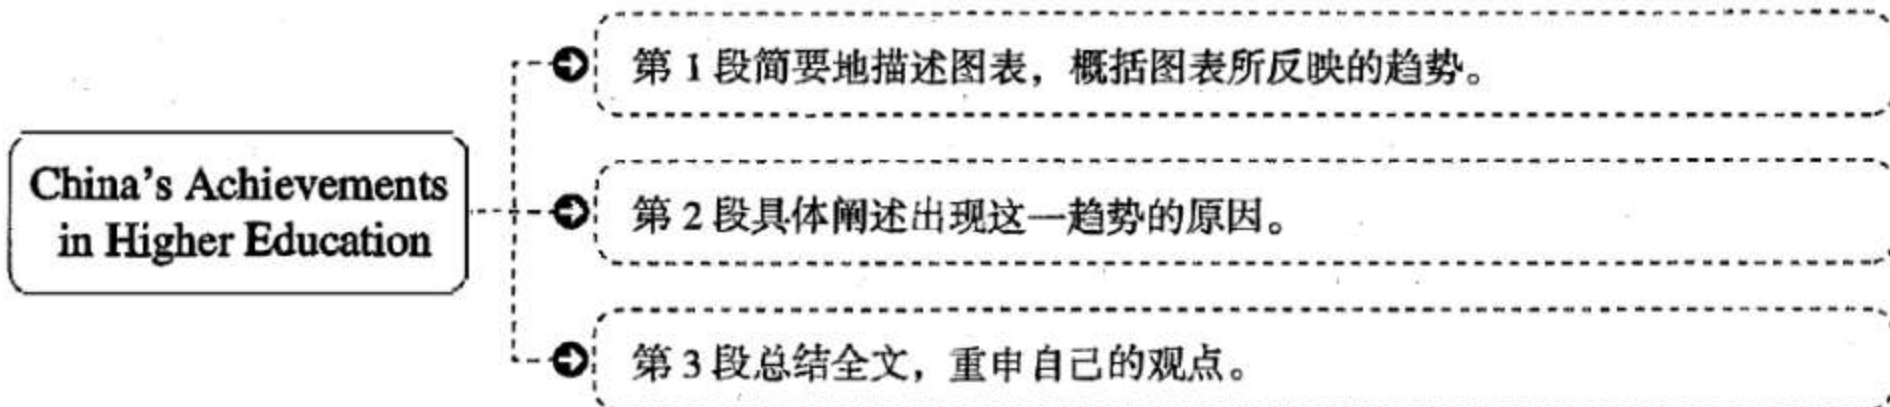 第 1 段简要地描述图表，概括图表所反映的趋势。
China's Achievements
in Higher Education
第 2 段具体阐述出现这一趋势的原因。
第 3 段总结全文，重申自己的观点。